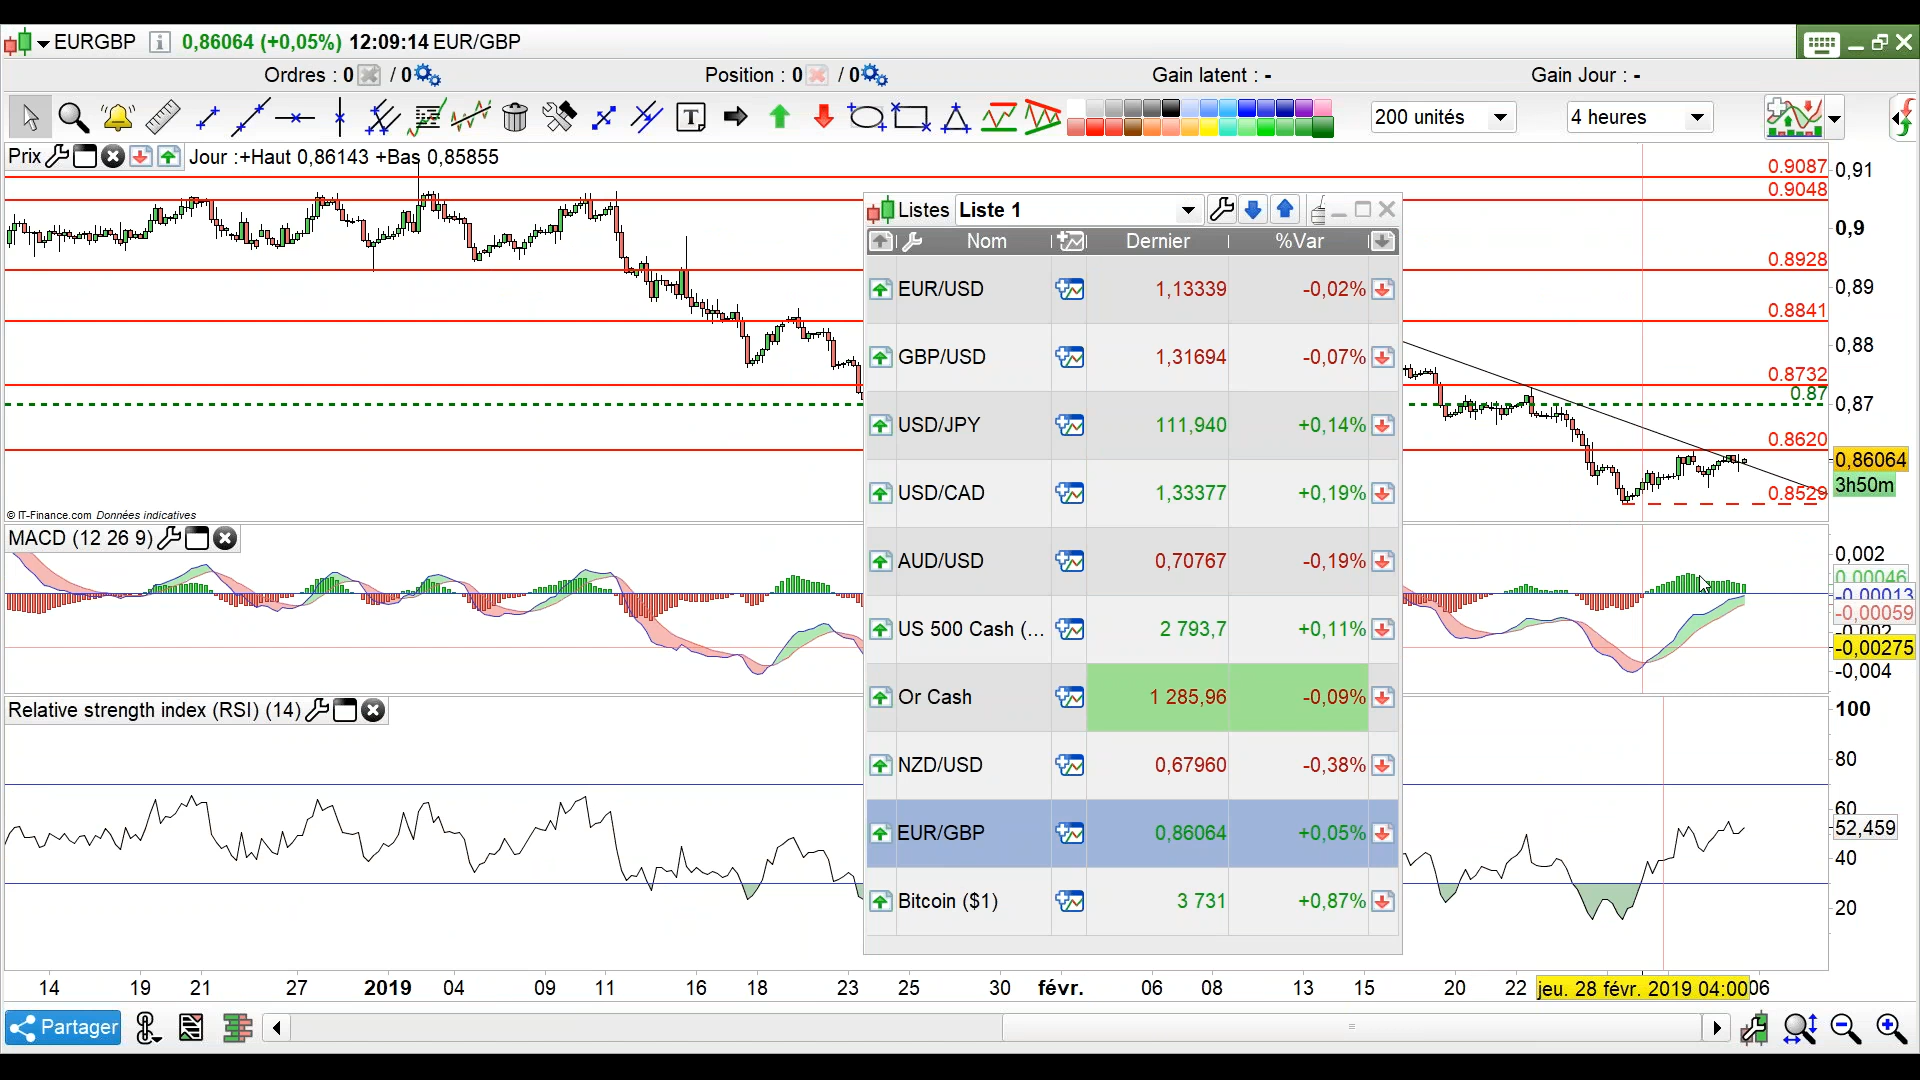 EURGBP 0,86064 (+0,05%) 12:09:14 EUR/GBP
Ordres : 0 / 0 Position : 0 / 0 Gain latent : - Gain Jour : -
T 200 unités 4 heures
Prix Jour :+Haut 0,86143 +Bas 0,85855
0.9087 0,91
0.9048
0,9
0.8928
0,89
0.8841
0,88
0.8732
0.87 0,87
0.8620
0,86064
3h50m
0.8529
© IT-Finance.com Données indicatives
Listes Liste 1
Nom Dernier %Var
EUR/USD 1,13339 -0,02%
GBP/USD 1,31694 -0,07%
USD/JPY 111,940 +0,14%
USD/CAD 1,33377 +0,19%
AUD/USD 0,70767 -0,19%
US 500 Cash (... 2 793,7 +0,11%
Or Cash 1 285,96 -0,09%
NZD/USD 0,67960 -0,38%
EUR/GBP 0,86064 +0,05%
Bitcoin ($1) 3 731 +0,87%
MACD (12 26 9)
0,002
0,00046
-0,00013
-0,00059
-0,00275
-0,004
Relative strength index (RSI) (14)
100
80
60
52,459
40
20
14 19 21 27 2019 04 09 11 16 18 23 25 30 févr. 06 08 13 15 20 22 jeu. 28 févr. 2019 04:00 06
Partager